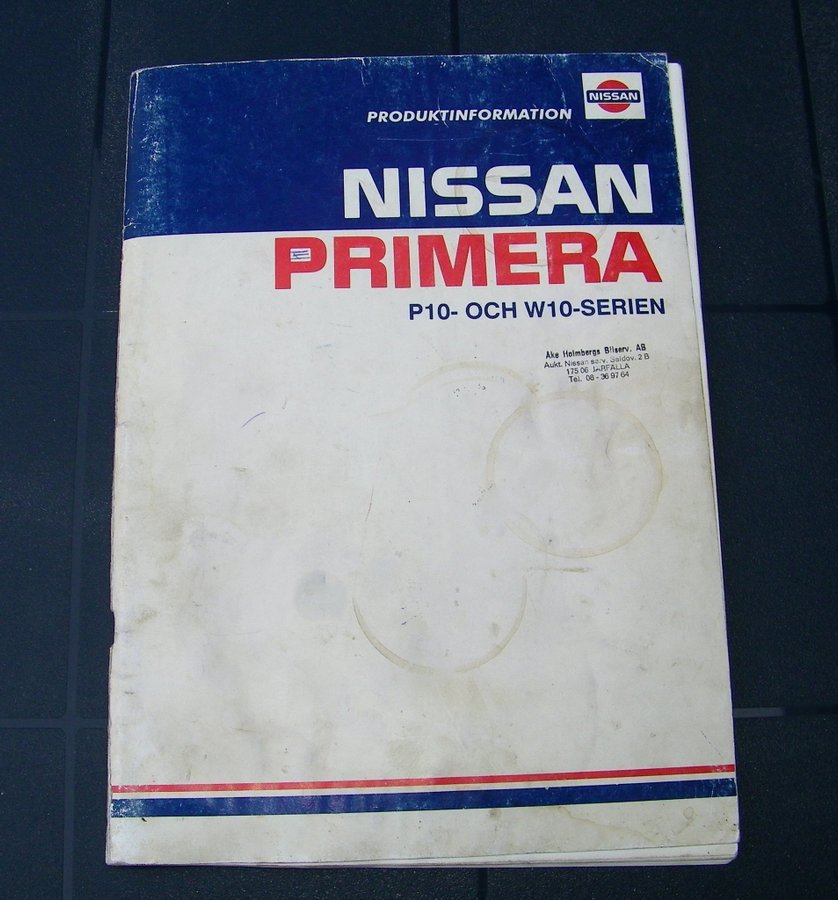 PRODUKTINFORMATION
NISSAN
NISSAN
PRIMERA
P10- OCH W10-SERIEN
Åke Holmbergs Bilserv. AB
Aukt. Nissan serv. Saldov. 2 B
175 06 JÄRFÄLLA
Tel. 08 - 36 97 64